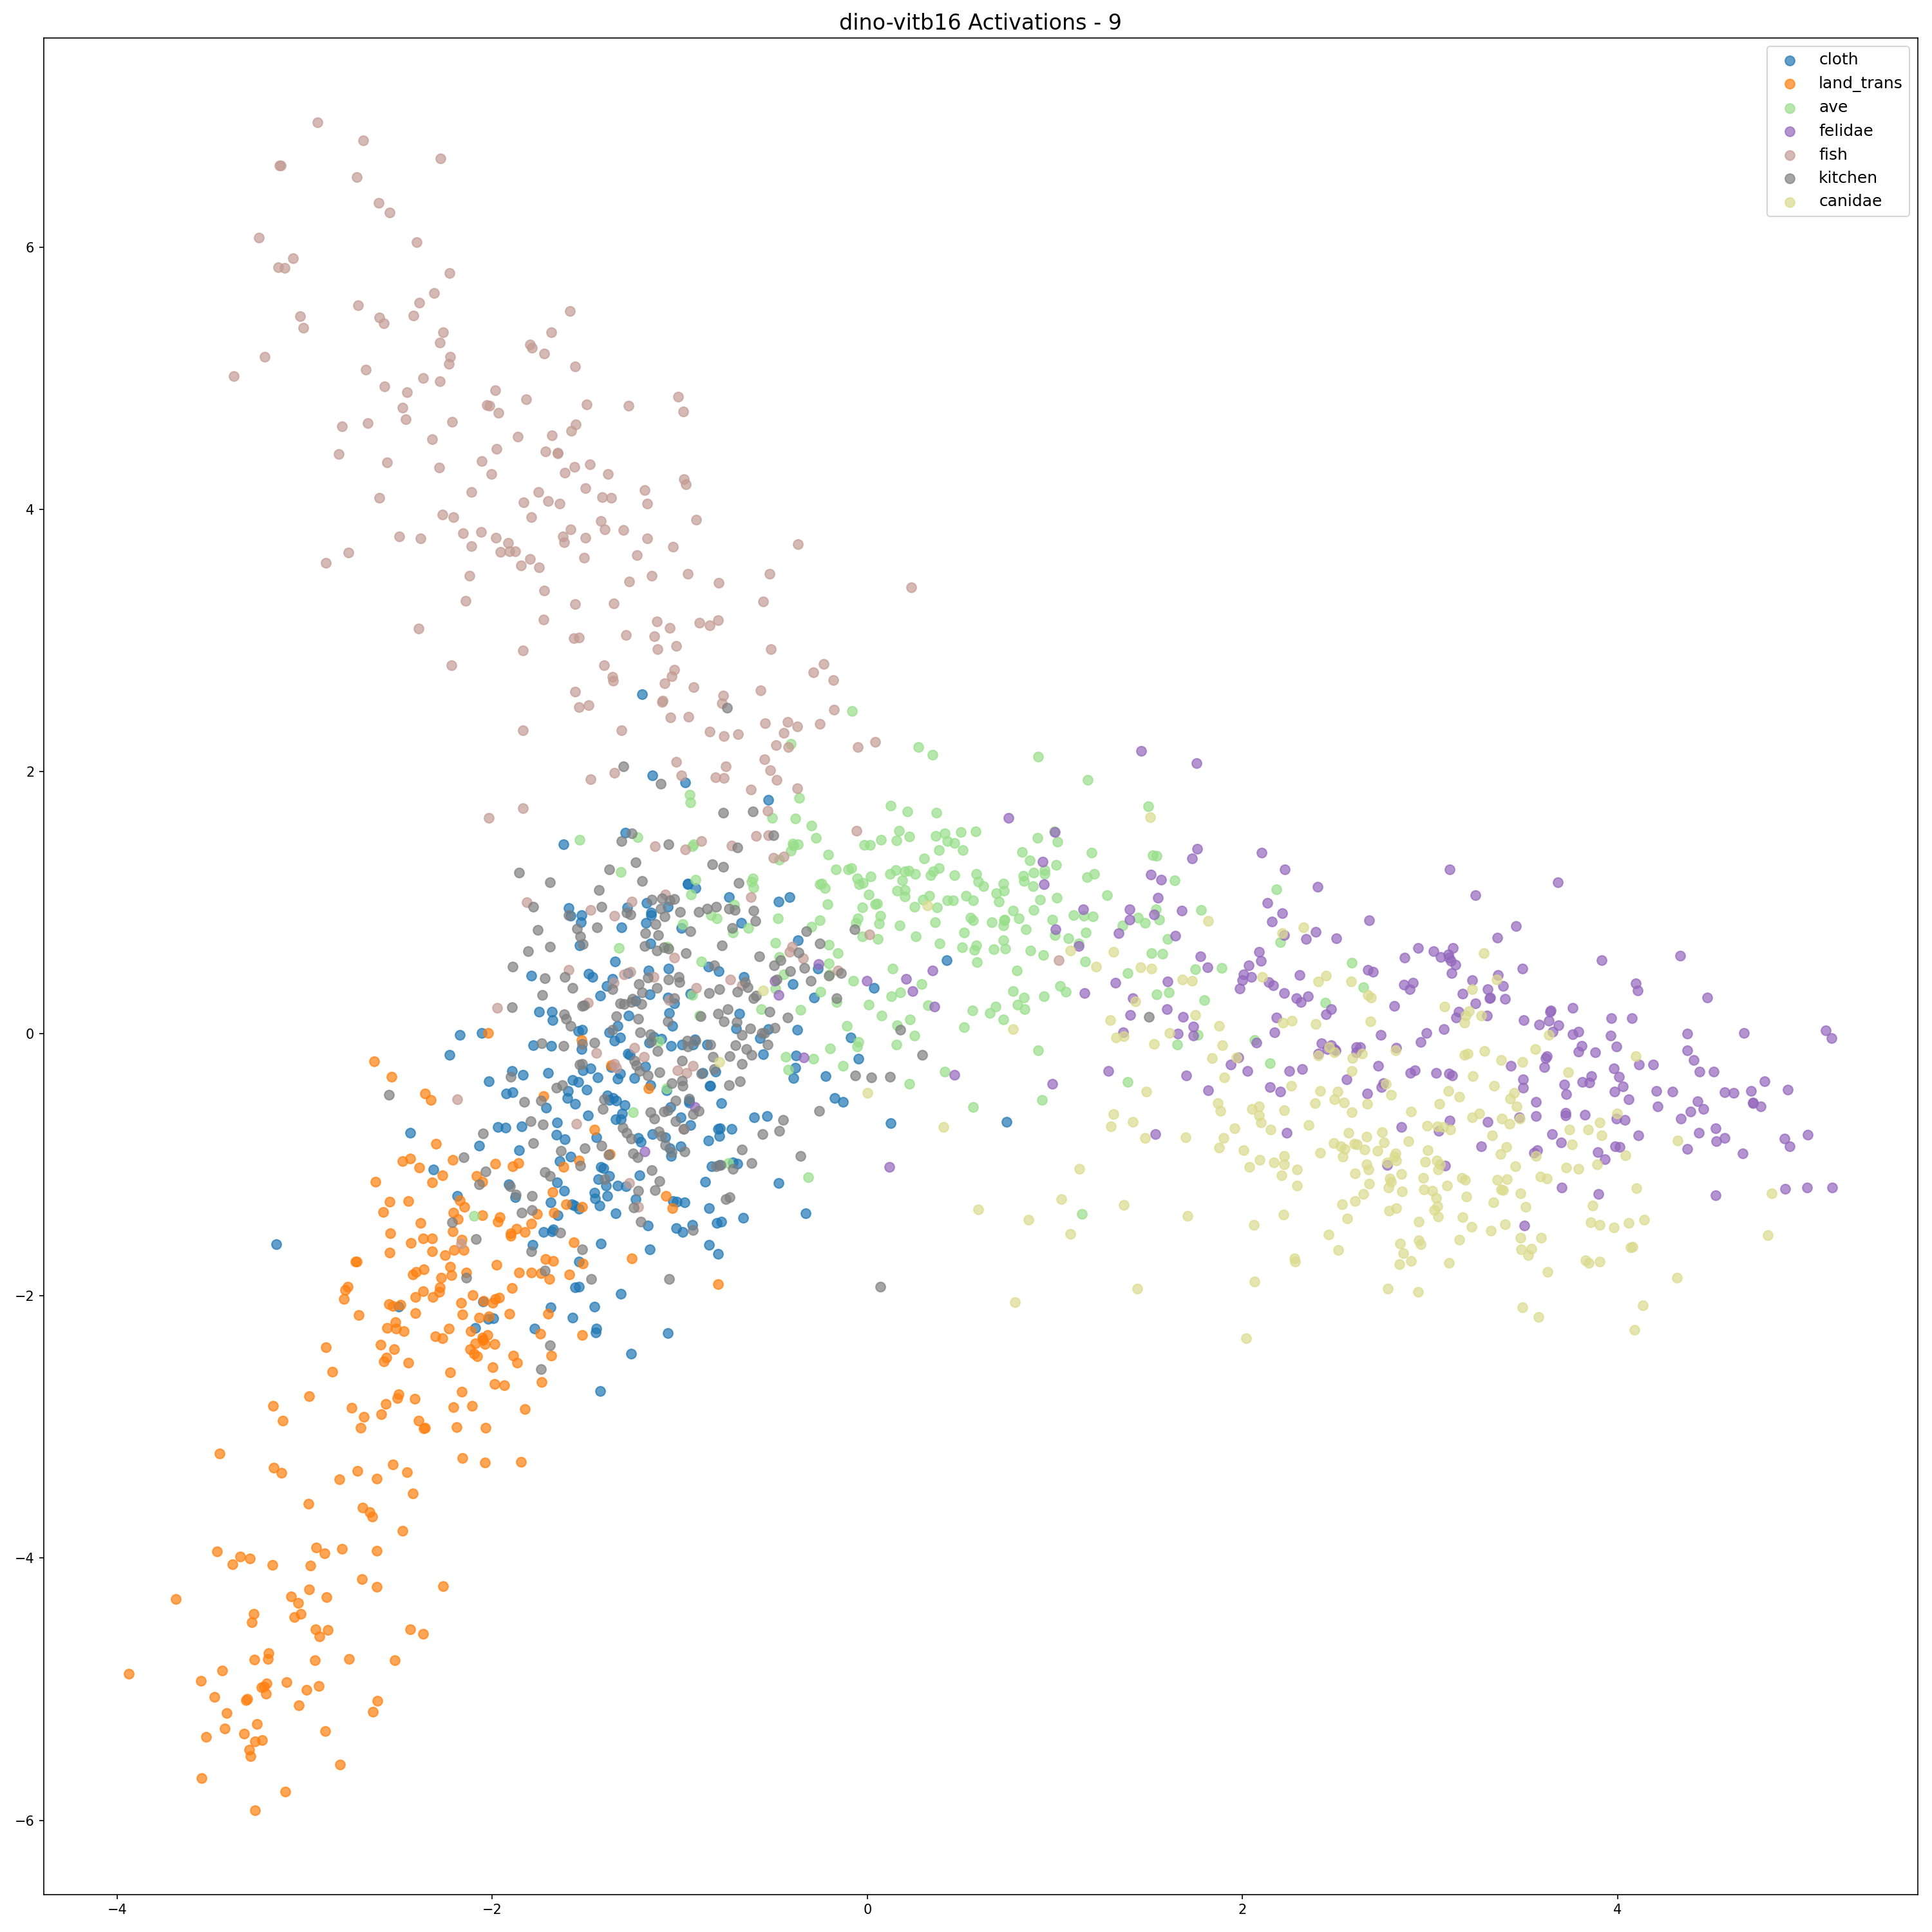 dino-vitb16 Activations - 9
cloth
land_trans
ave
felidae
fish
kitchen
canidae
6
4
2
0
−2
−4
−6
−4
−2
0
2
4